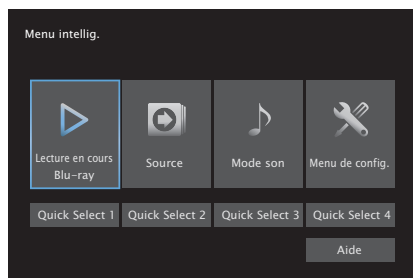 Menu intellig.
Lecture en cours
Blu-ray
Source
Mode son
Menu de config.
Quick Select 1
Quick Select 2
Quick Select 3
Quick Select 4
Aide